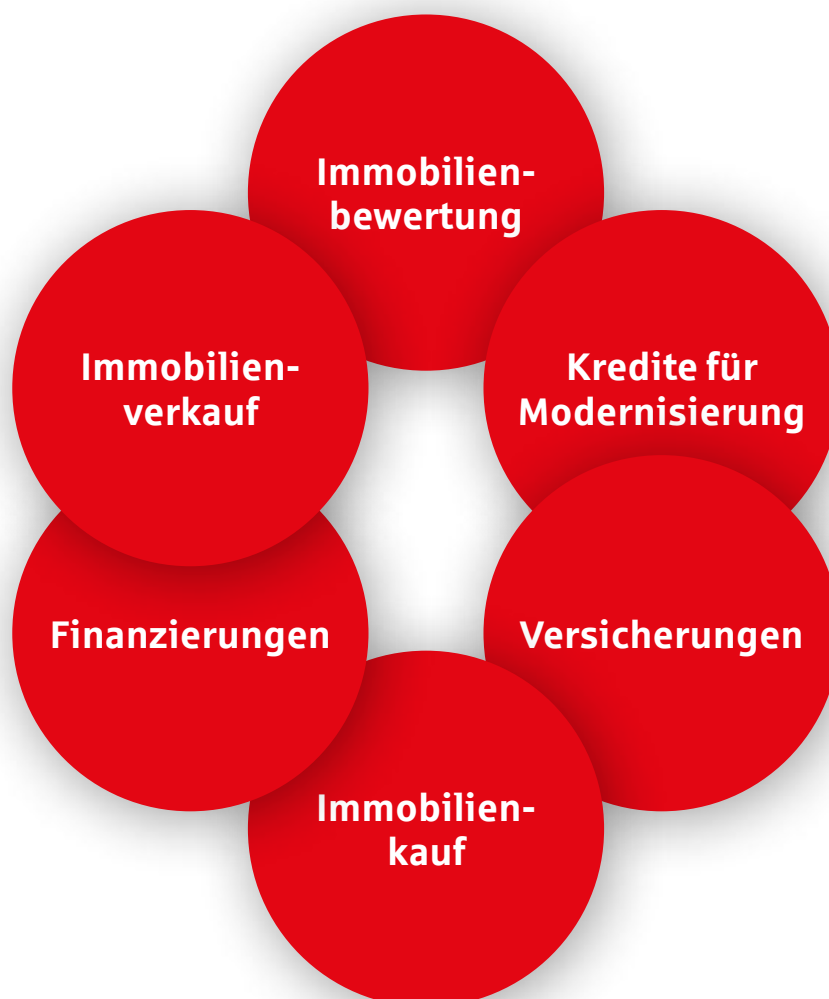 Immobilien-
bewertung
Immobilien-
verkauf
Kredite für
Modernisierung
Finanzierungen
Versicherungen
Immobilien-
kauf